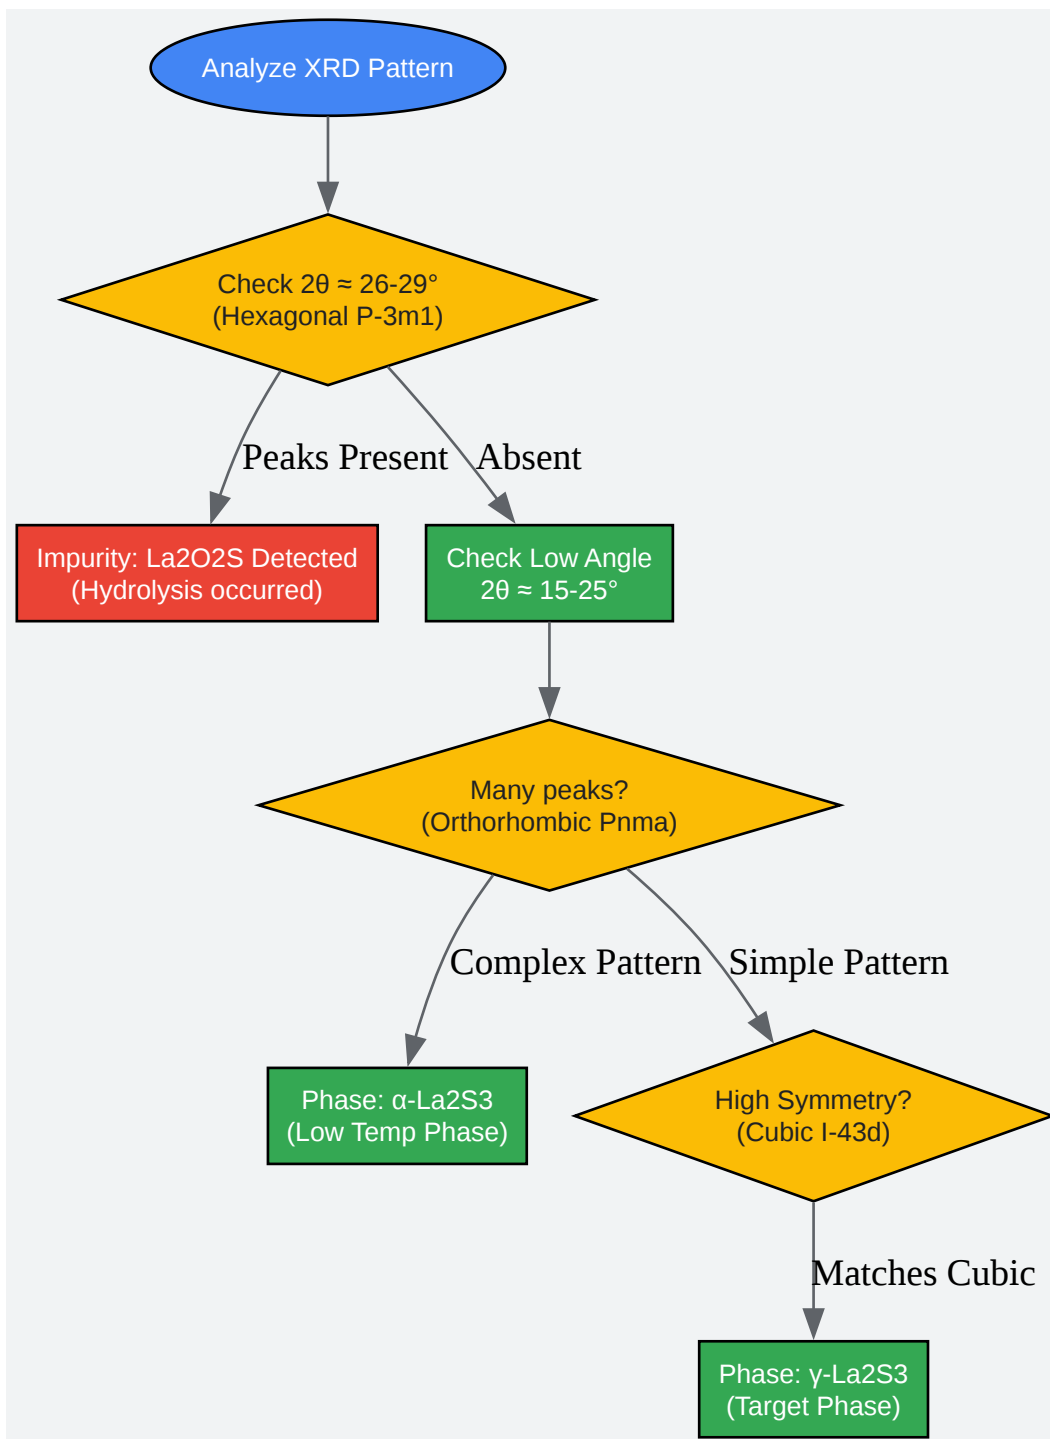 Analyze XRD Pattern
Check 2θ ≈ 26-29°
(Hexagonal P-3m1)
Peaks Present
Absent
Impurity: La2O2S Detected
(Hydrolysis occurred)
Check Low Angle
2θ ≈ 15-25°
Many peaks?
(Orthorhombic Pnma)
Complex Pattern
Simple Pattern
Phase: α-La2S3
(Low Temp Phase)
High Symmetry?
(Cubic I-43d)
Matches Cubic
Phase: γ-La2S3
(Target Phase)